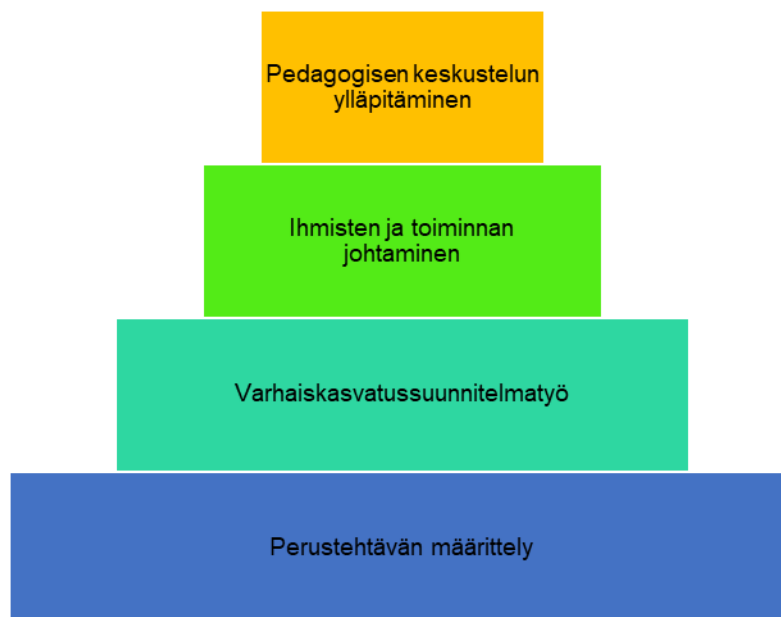 Pedagogisen keskustelun
ylläpitäminen
Ihmisten ja toiminnan
johtaminen
Varhaiskasvatussuunnitelmatyö
Perustehtävän määrittely